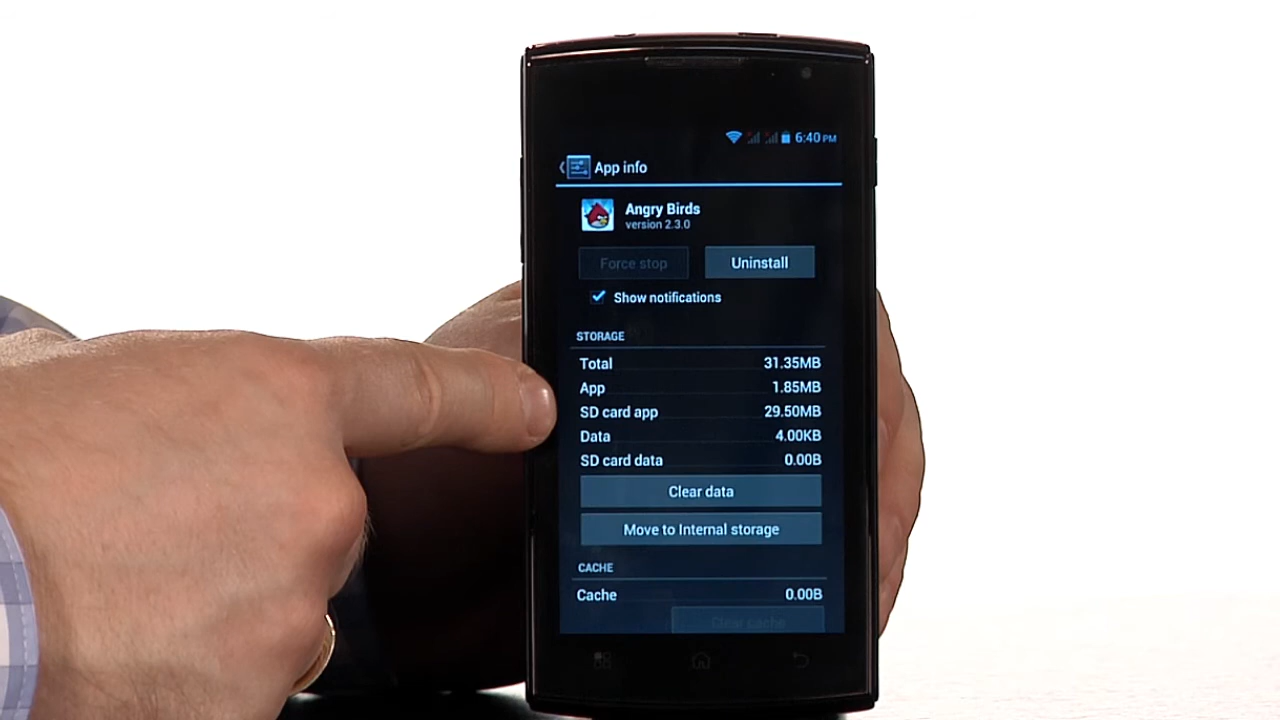 6:40 PM
App info
Angry Birds
version 2.3.0
Force stop Uninstall
Show notifications
STORAGE
Total 31.35MB
App 1.85MB
SD card app 29.50MB
Data 4.00KB
SD card data 0.00B
Clear data
Move to Internal storage
CACHE
Cache 0.00B
Clear cache